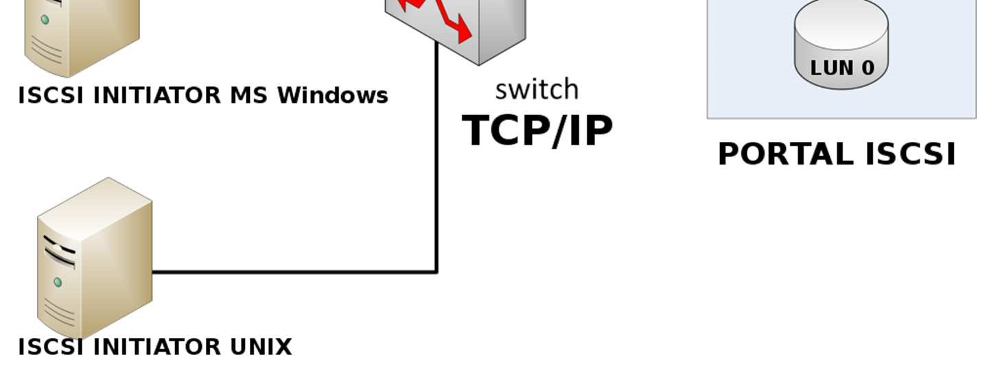 LUN 0
ISCSI INITIATOR MS Windows
switch
TCP/IP
PORTAL ISCSI
ISCSI INITIATOR UNIX